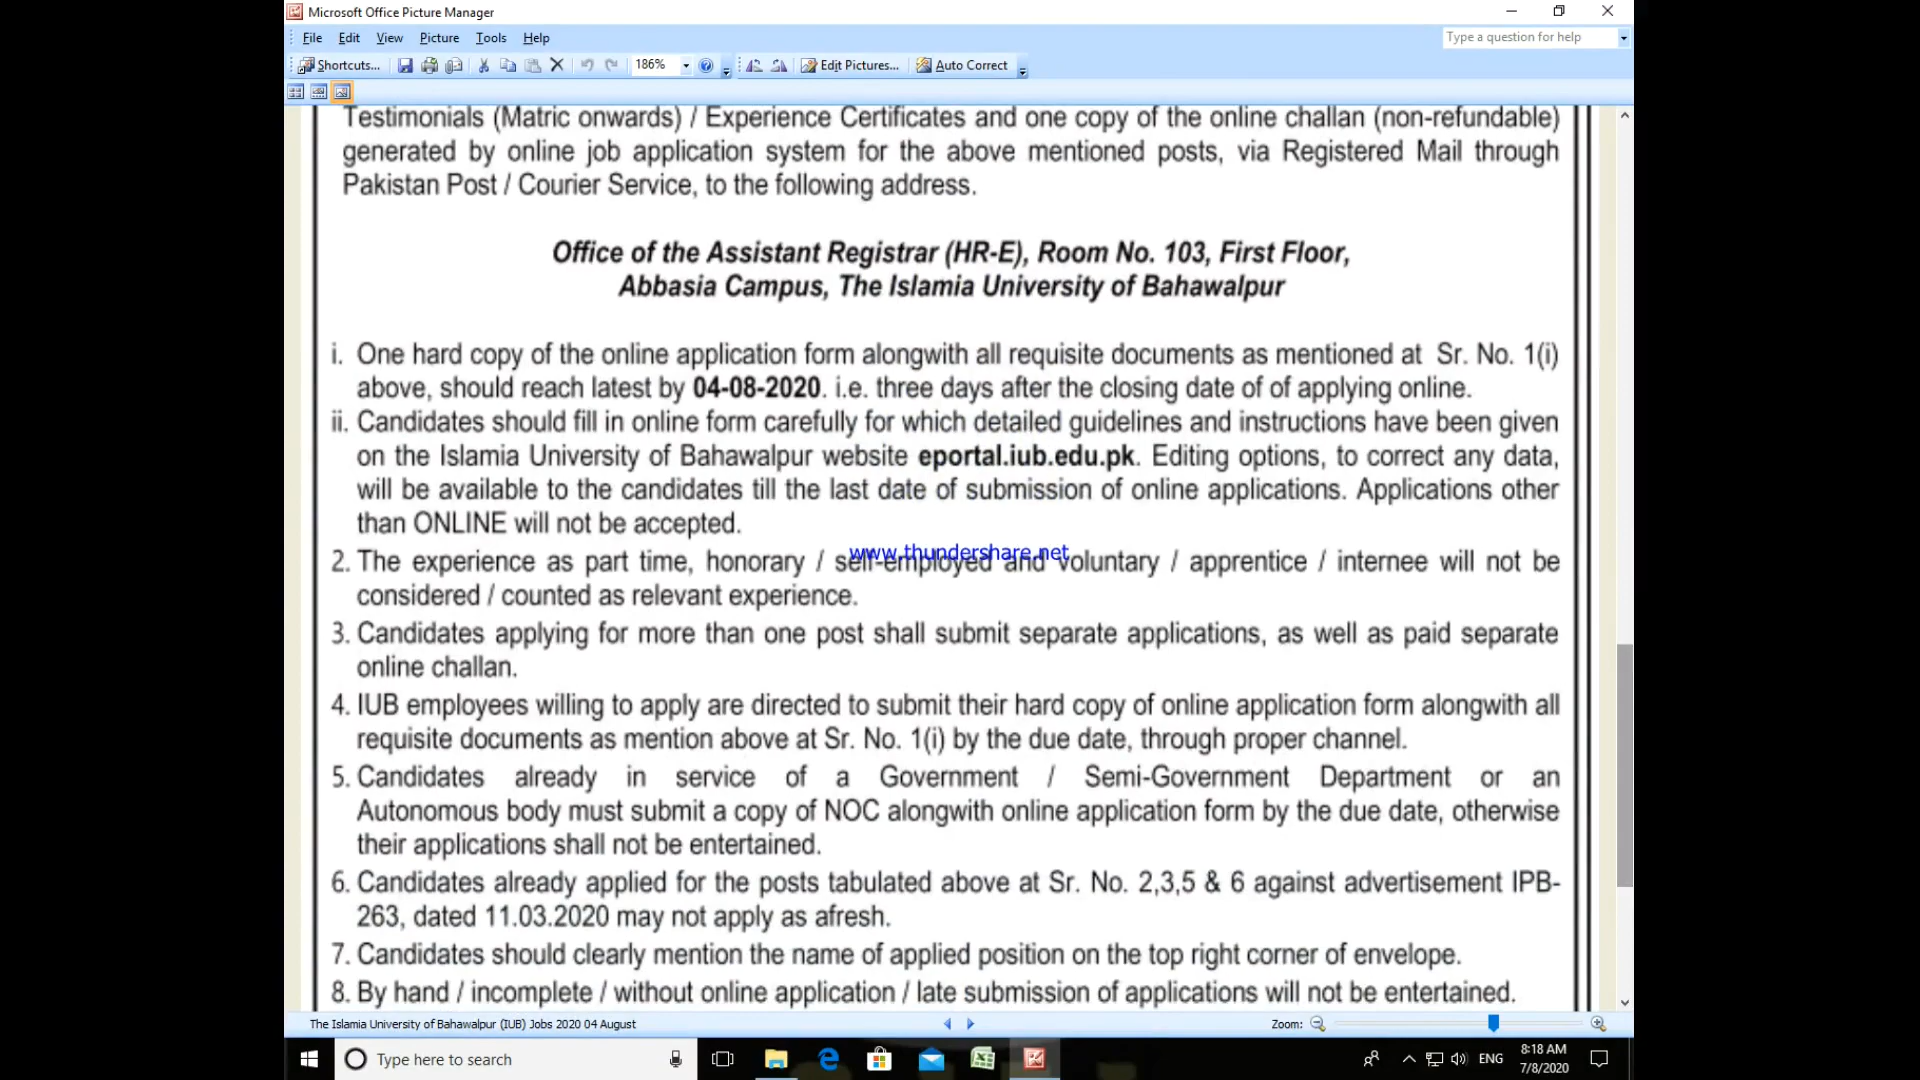 Microsoft Office Picture Manager
File Edit View Picture Tools Help
Type a question for help
Shortcuts... 186% Edit Pictures... Auto Correct
Testimonials (Matric onwards) / Experience Certificates and one copy of the online challan (non-refundable)
generated by online job application system for the above mentioned posts, via Registered Mail through
Pakistan Post / Courier Service, to the following address.
Office of the Assistant Registrar (HR-E), Room No. 103, First Floor,
Abbasia Campus, The Islamia University of Bahawalpur
i. One hard copy of the online application form alongwith all requisite documents as mentioned at Sr. No. 1(i)
above, should reach latest by 04-08-2020. i.e. three days after the closing date of of applying online.
ii. Candidates should fill in online form carefully for which detailed guidelines and instructions have been given
on the Islamia University of Bahawalpur website eportal.iub.edu.pk. Editing options, to correct any data,
will be available to the candidates till the last date of submission of online applications. Applications other
than ONLINE will not be accepted.
www.thundershare.net
2. The experience as part time, honorary / self-employed and voluntary / apprentice / internee will not be
considered / counted as relevant experience.
3. Candidates applying for more than one post shall submit separate applications, as well as paid separate
online challan.
4. IUB employees willing to apply are directed to submit their hard copy of online application form alongwith all
requisite documents as mention above at Sr. No. 1(i) by the due date, through proper channel.
5. Candidates already in service of a Government / Semi-Government Department or an
Autonomous body must submit a copy of NOC alongwith online application form by the due date, otherwise
their applications shall not be entertained.
6. Candidates already applied for the posts tabulated above at Sr. No. 2,3,5 & 6 against advertisement IPB-
263, dated 11.03.2020 may not apply as afresh.
7. Candidates should clearly mention the name of applied position on the top right corner of envelope.
8. By hand / incomplete / without online application / late submission of applications will not be entertained.
The Islamia University of Bahawalpur (IUB) Jobs 2020 04 August
Zoom:
Type here to search
ENG
8:18 AM
7/8/2020